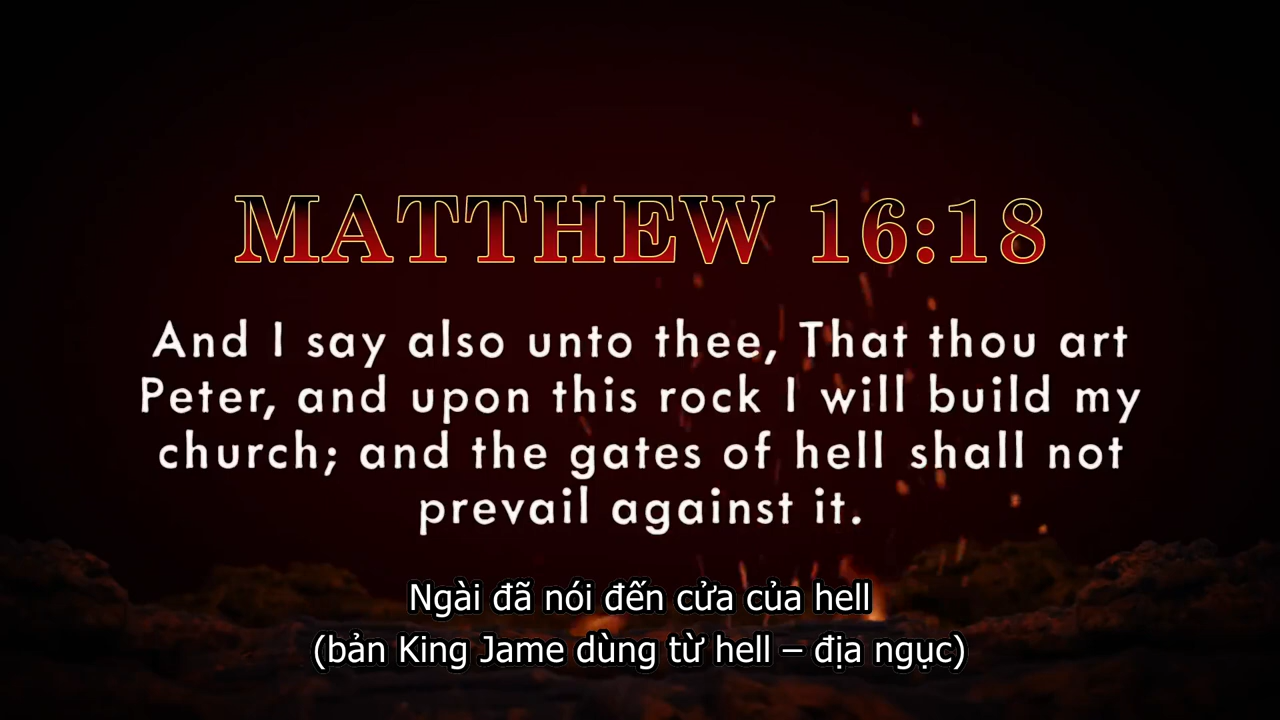 MATTHEW 16:18
And I say also unto thee, That thou art
Peter, and upon this rock I will build my
church; and the gates of hell shall not
prevail against it.
Ngài đã nói đến cửa của hell
(bản King Jame dùng từ hell – địa ngục)